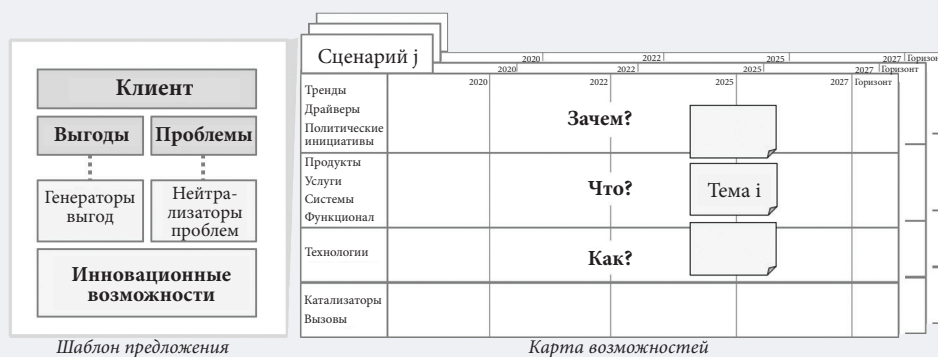 Клиент
Выгоды
Проблемы
Генераторы
выгод
Нейтра-
лизаторы
проблем
Инновационные
возможности
Шаблон предложения
Сценарий j
2020
2022
2025
2027
Горизонт
2020
2022
2025
2027
Горизонт
2020
2022
2025
2027
Горизонт
Тренды
Драйверы
Политические
инициативы
Зачем?
Продукты
Услуги
Системы
Функционал
Что?
Тема i
Технологии
Как?
Катализаторы
Вызовы
Карта возможностей